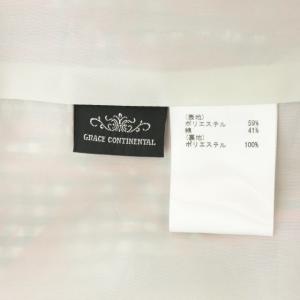 GRACE CONTINENTAL
(表地)
ポリエステル 59%
綿 41%
(裏地)
ポリエステル 100%